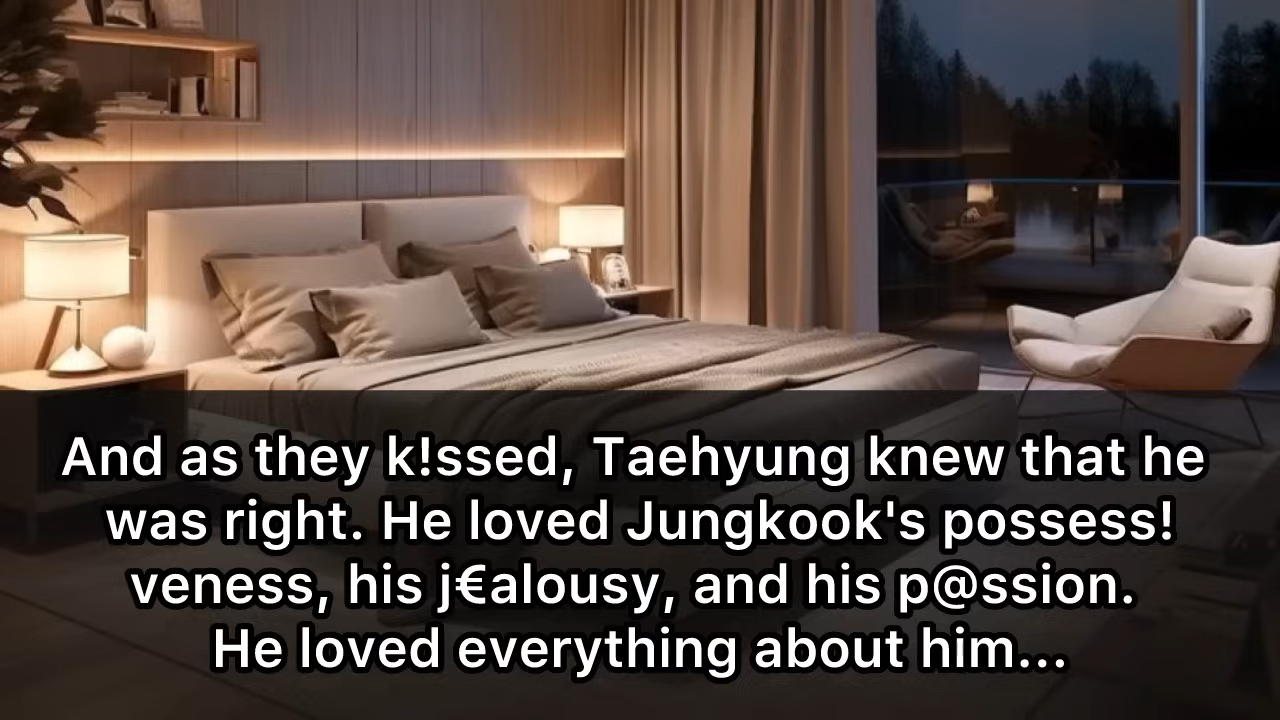 And as they k!ssed, Taehyung knew that he
was right. He loved Jungkook's possess!
veness, his j€alousy, and his p@ssion.
He loved everything about him...